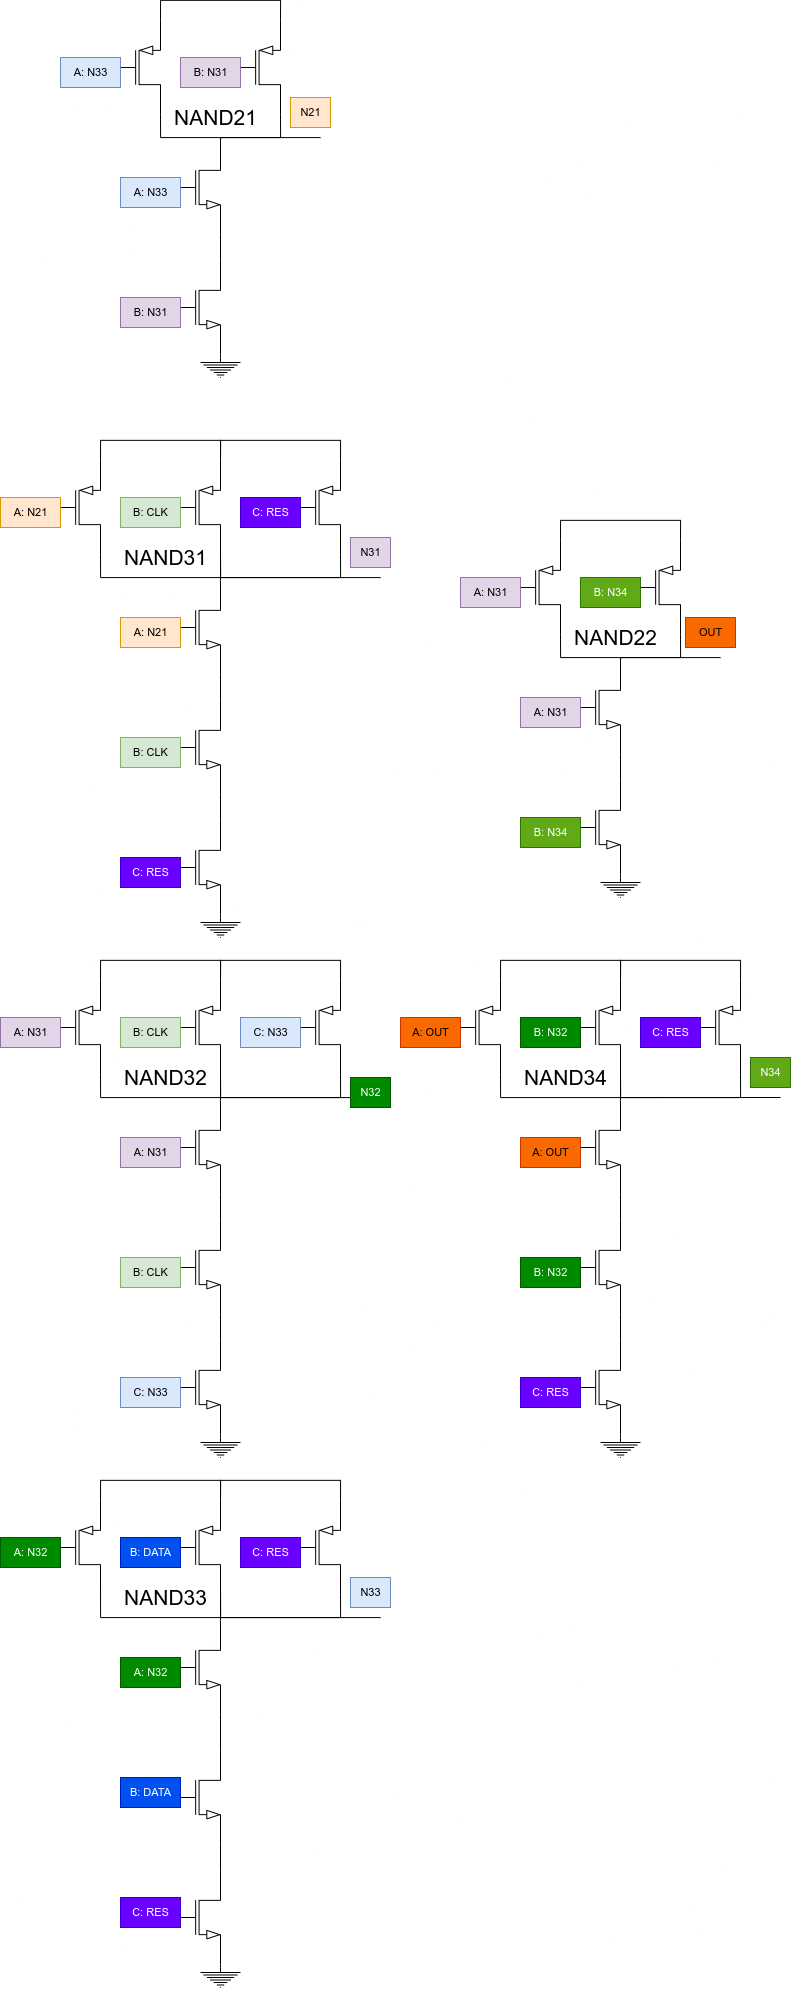 A: N33
B: N31
N21
NAND21
A: N33
B: N31
A: N21
B: CLK
C: RES
N31
NAND31
A: N21
B: CLK
C: RES
A: N31
B: N34
OUT
NAND22
A: N31
B: N34
A: N31
B: CLK
C: N33
N32
NAND32
A: N31
B: CLK
C: N33
A: OUT
B: N32
C: RES
N34
NAND34
A: OUT
B: N32
C: RES
A: N32
B: DATA
C: RES
N33
NAND33
A: N32
B: DATA
C: RES